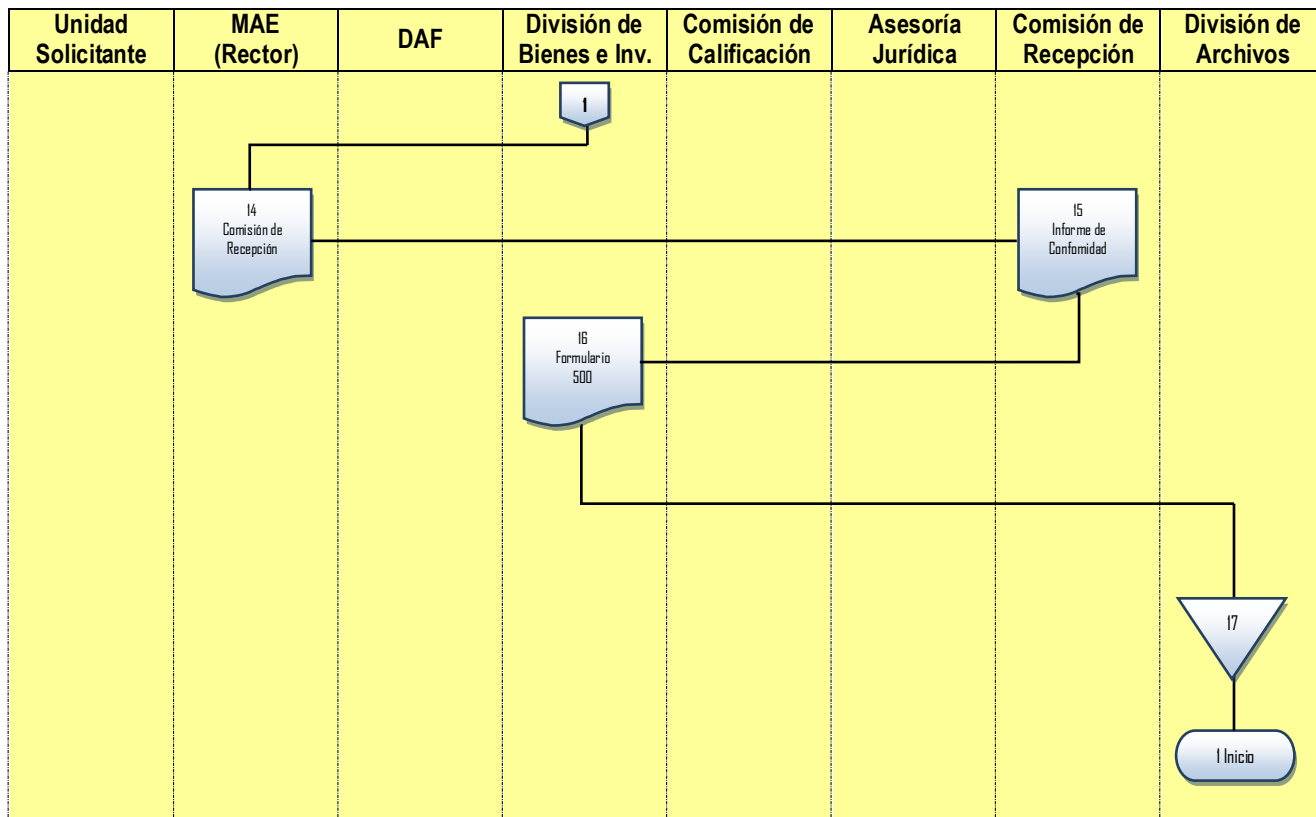 Unidad
Solicitante
MAE
(Rector)
DAF
División de
Bienes e Inv.
Comisión de
Calificación
Asesoría
Jurídica
Comisión de
Recepción
División de
Archivos
1
14
Comisión de
Recepción
15
Informe de
Confomidad
16
Formulario
500
17
1 Inicio